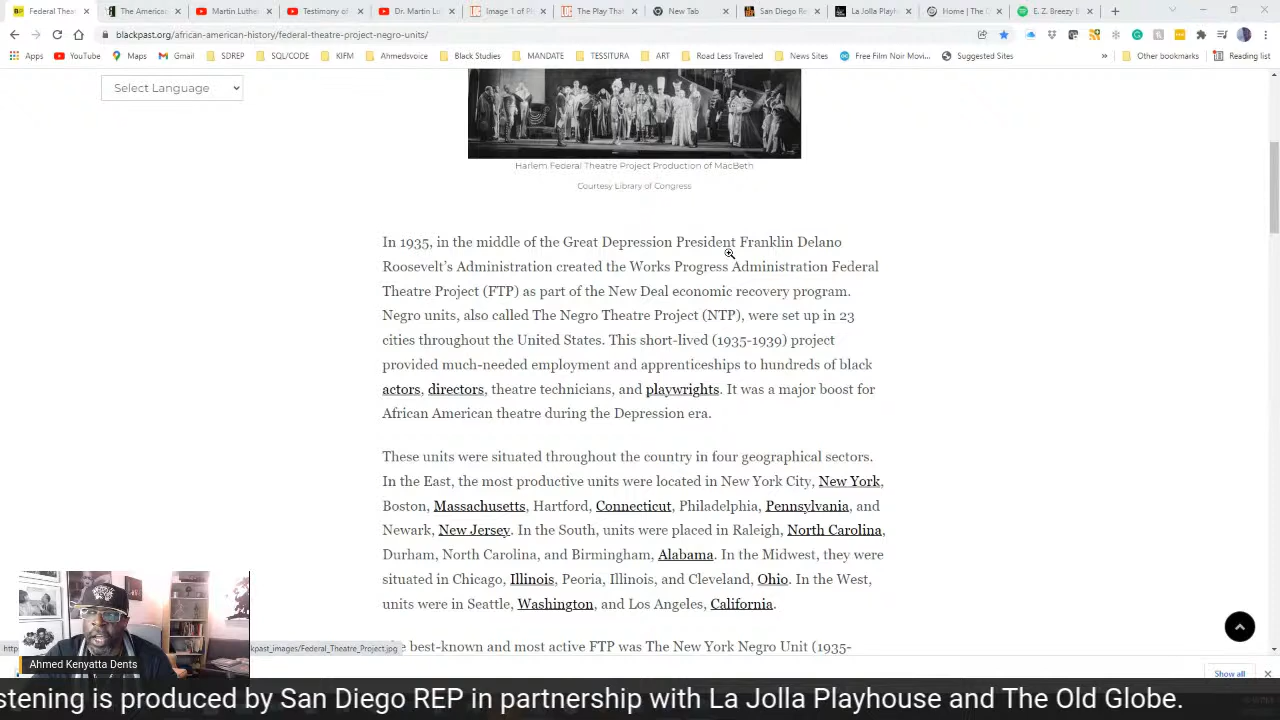 Federal Theat
The Americo
Martin Luthe
Testimony of
Dr. Martin Lu
Image 1 of Pl
The Play That
New Tab
San Diego Re
La Jolla Playh
Home | The
E. Z. Breezy
blackpast.org/african-american-history/federal-theatre-project-negro-units/
Apps YouTube Maps Gmail SDREP SQL/CODE KIFM Ahmedsvoice Black Studies MANDATE TESSITURA ART Road Less Traveled News Sites Free Film Noir Movi... Suggested Sites » Other bookmarks Reading list
Select Language
Harlem Federal Theatre Project Production of MacBeth
Courtesy Library of Congress
In 1935, in the middle of the Great Depression President Franklin Delano
Roosevelt's Administration created the Works Progress Administration Federal
Theatre Project (FTP) as part of the New Deal economic recovery program.
Negro units, also called The Negro Theatre Project (NTP), were set up in 23
cities throughout the United States. This short-lived (1935-1939) project
provided much-needed employment and apprenticeships to hundreds of black
actors, directors, theatre technicians, and playwrights. It was a major boost for
African American theatre during the Depression era.
These units were situated throughout the country in four geographical sectors.
In the East, the most productive units were located in New York City, New York,
Boston, Massachusetts, Hartford, Connecticut, Philadelphia, Pennsylvania, and
Newark, New Jersey. In the South, units were placed in Raleigh, North Carolina,
Durham, North Carolina, and Birmingham, Alabama. In the Midwest, they were
situated in Chicago, Illinois, Peoria, Illinois, and Cleveland, Ohio. In the West,
units were in Seattle, Washington, and Los Angeles, California.
best-known and most active FTP was The New York Negro Unit (1935-
kpast_images/Federal_Theatre_Project.jpg
Ahmed Kenyatta Dents
Show all
stening is produced by San Diego REP in partnership with La Jolla Playhouse and The Old Globe.